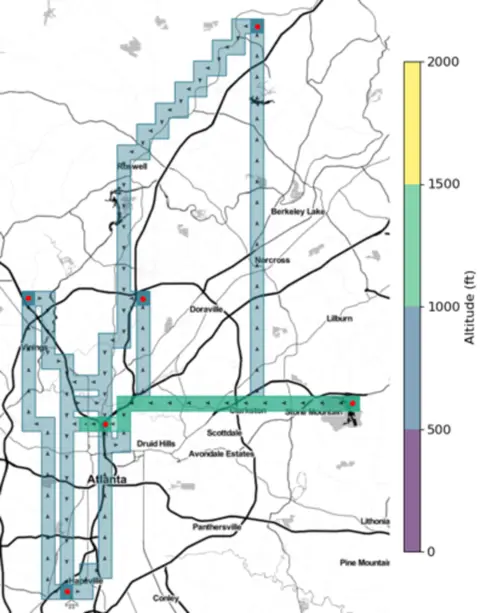 Roswell
Berkeley Lake
Norcross
Doraville
Lilburn
Vinings
Clarkston
Stone Mountain
Druid Hills
Scottdale
Avondale Estates
Atlanta
Panthersville
Lithonia
Pine Mountain
Hapeville
Conley
2000
1500
1000
500
0
Altitude (ft)